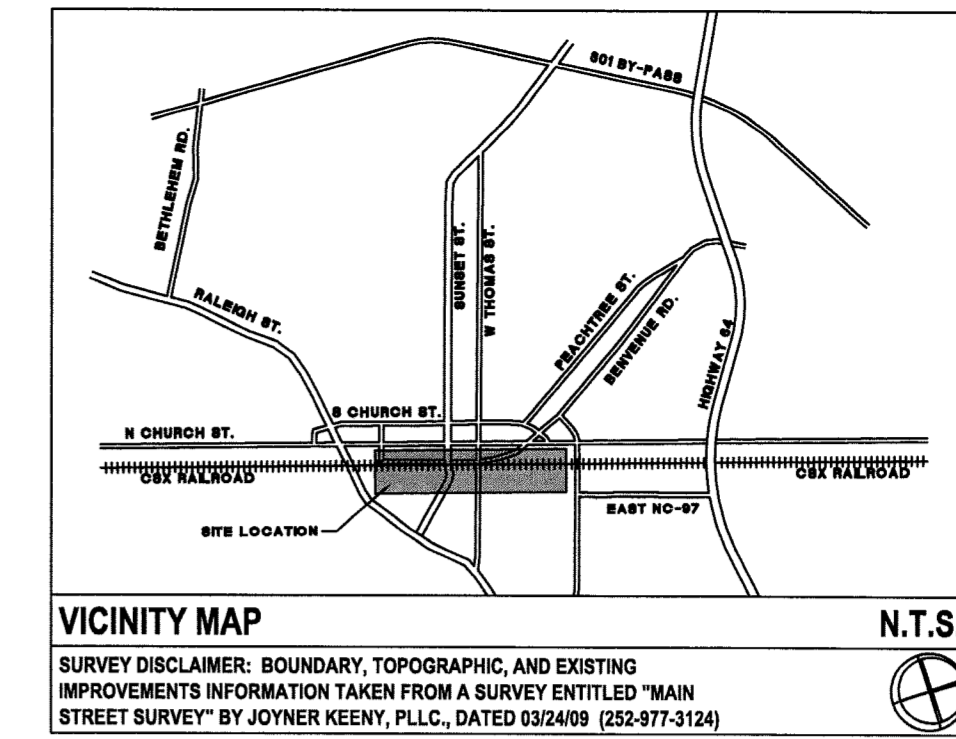 301 BY-PASS
BETHLEHEM RD.
SUNSET ST.
W THOMAS ST.
RALEIGH ST.
PEACHTREE ST.
BENVENUE RD.
HIGHWAY 64
S CHURCH ST.
N CHURCH ST.
CSX RAILROAD
CSX RAILROAD
EAST NC-97
SITE LOCATION
VICINITY MAP N.T.S
SURVEY DISCLAIMER: BOUNDARY, TOPOGRAPHIC, AND EXISTING
IMPROVEMENTS INFORMATION TAKEN FROM A SURVEY ENTITLED "MAIN
STREET SURVEY" BY JOYNER KEENY, PLLC., DATED 03/24/09 (252-977-3124)